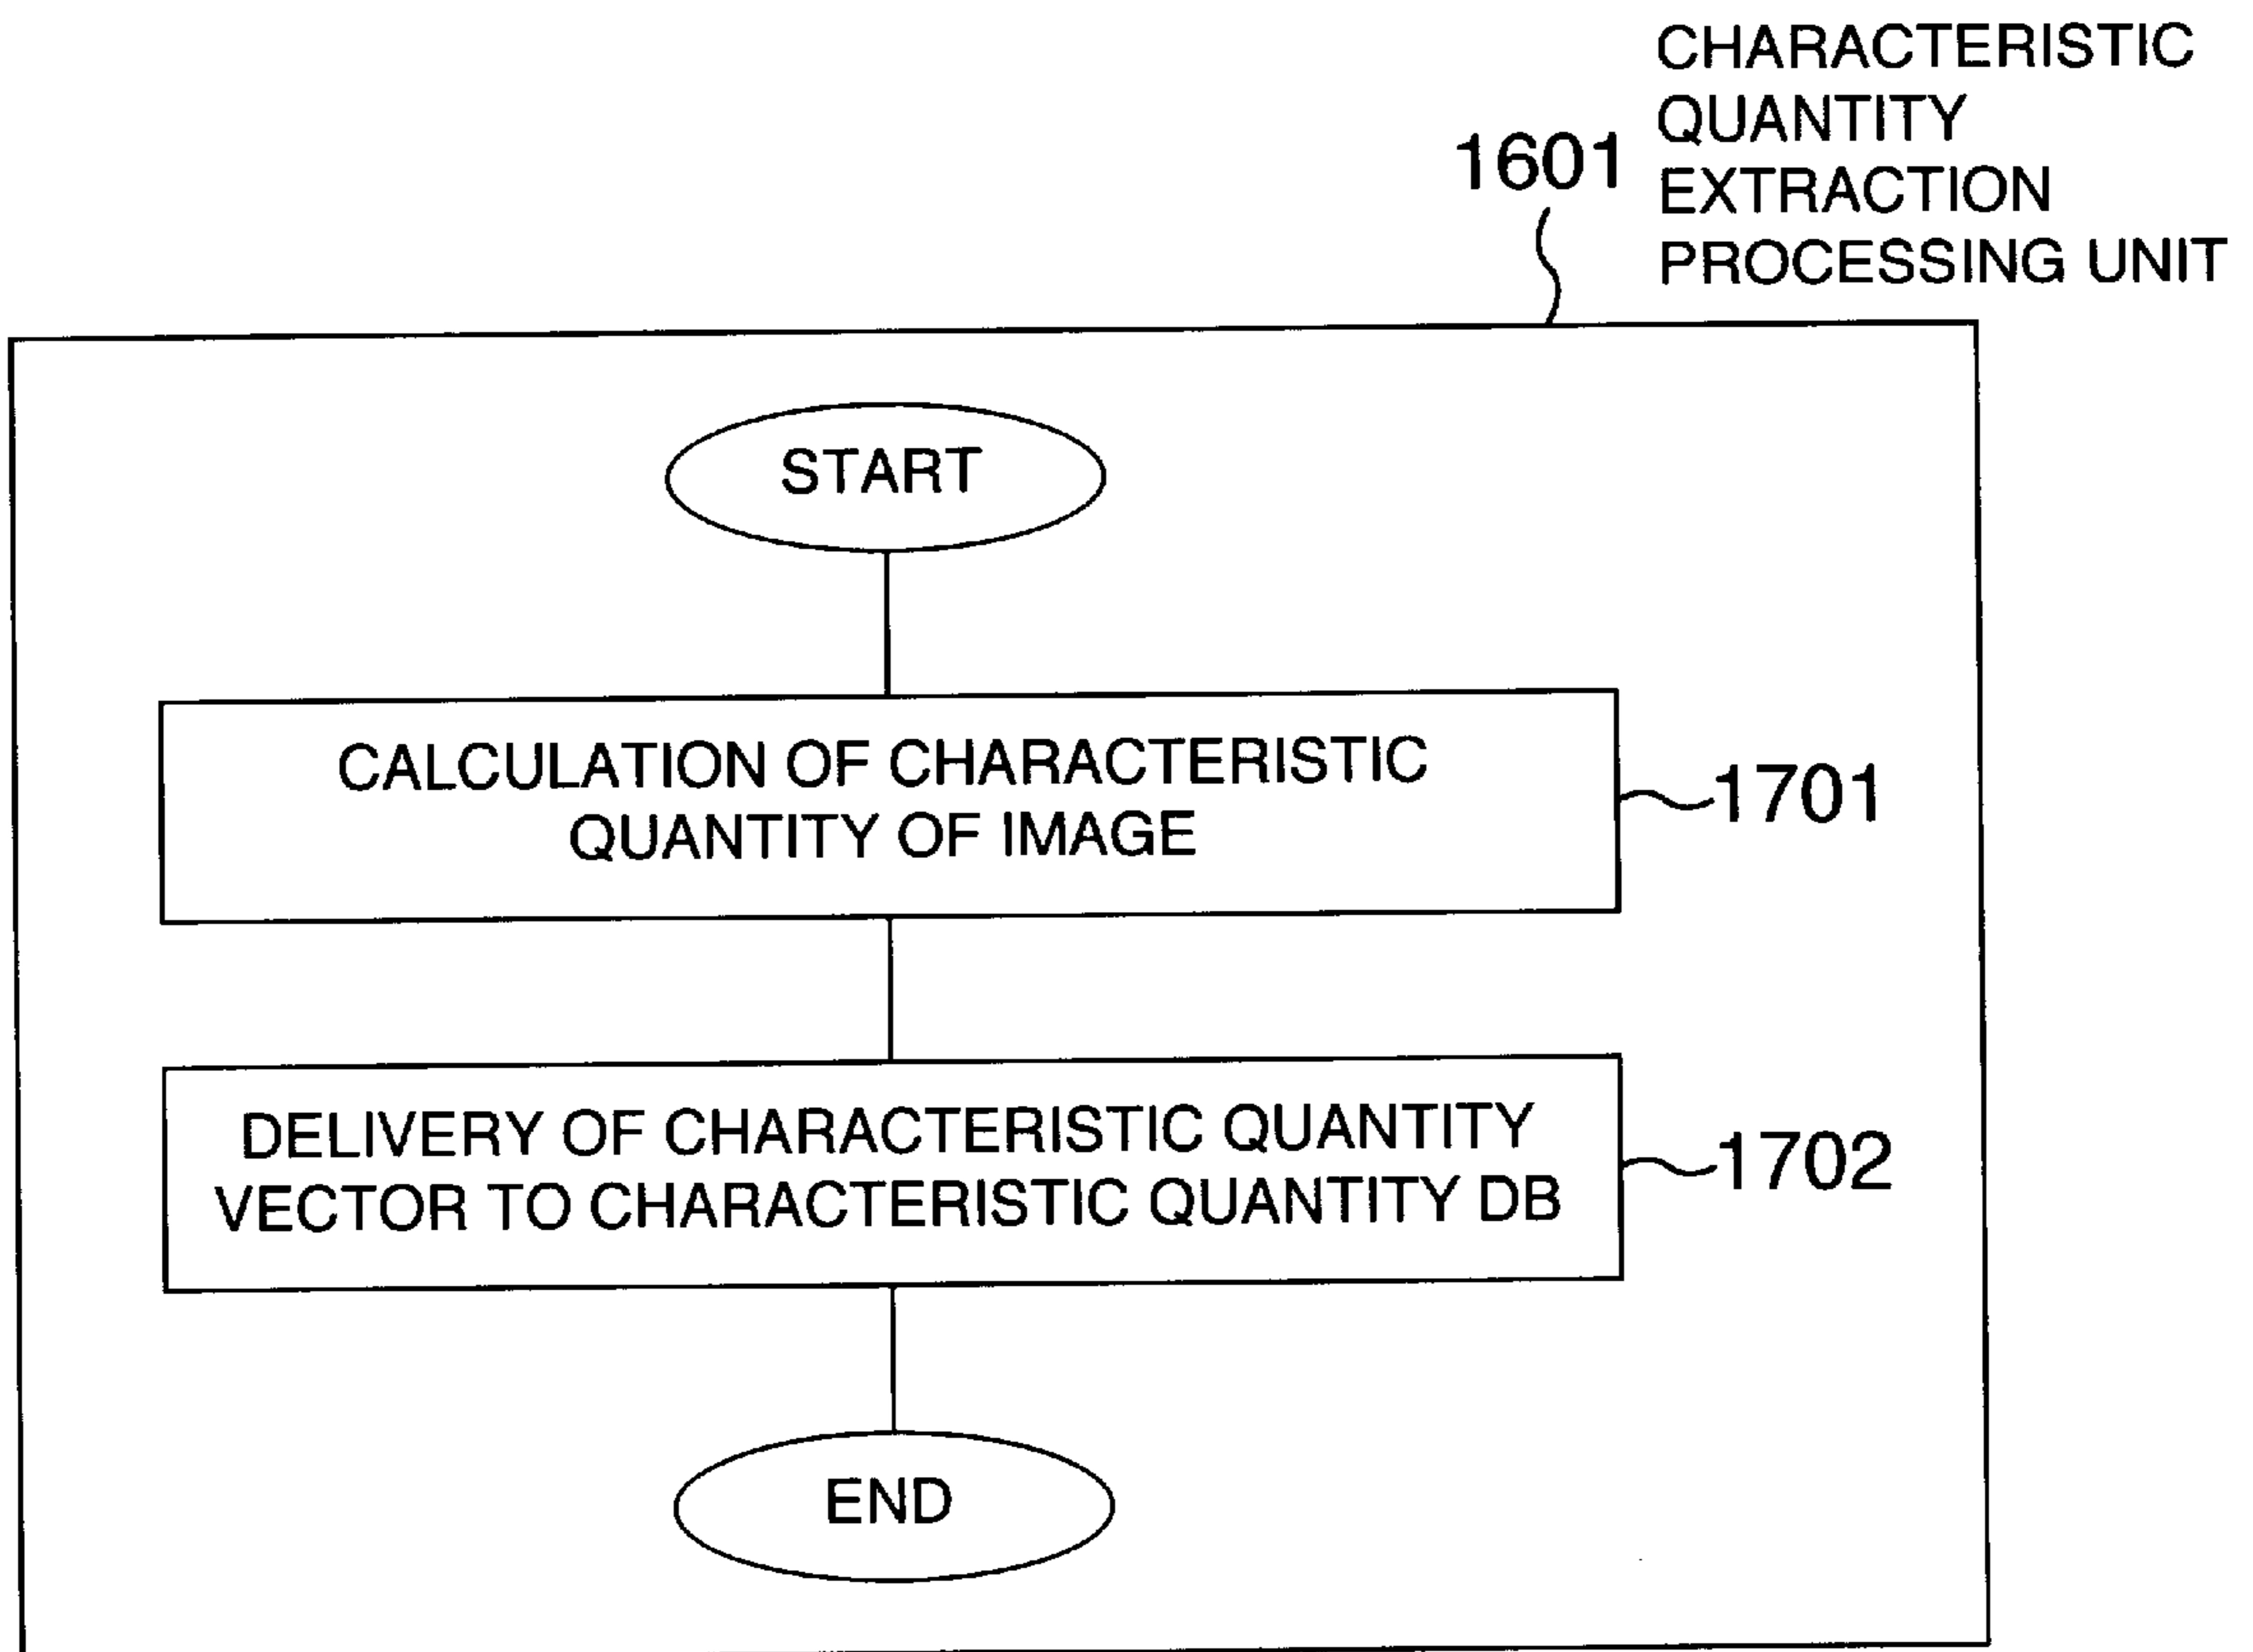 CHARACTERISTIC
QUANTITY
EXTRACTION
PROCESSING UNIT
1601
START
CALCULATION OF CHARACTERISTIC
QUANTITY OF IMAGE
1701
DELIVERY OF CHARACTERISTIC QUANTITY
VECTOR TO CHARACTERISTIC QUANTITY DB
1702
END